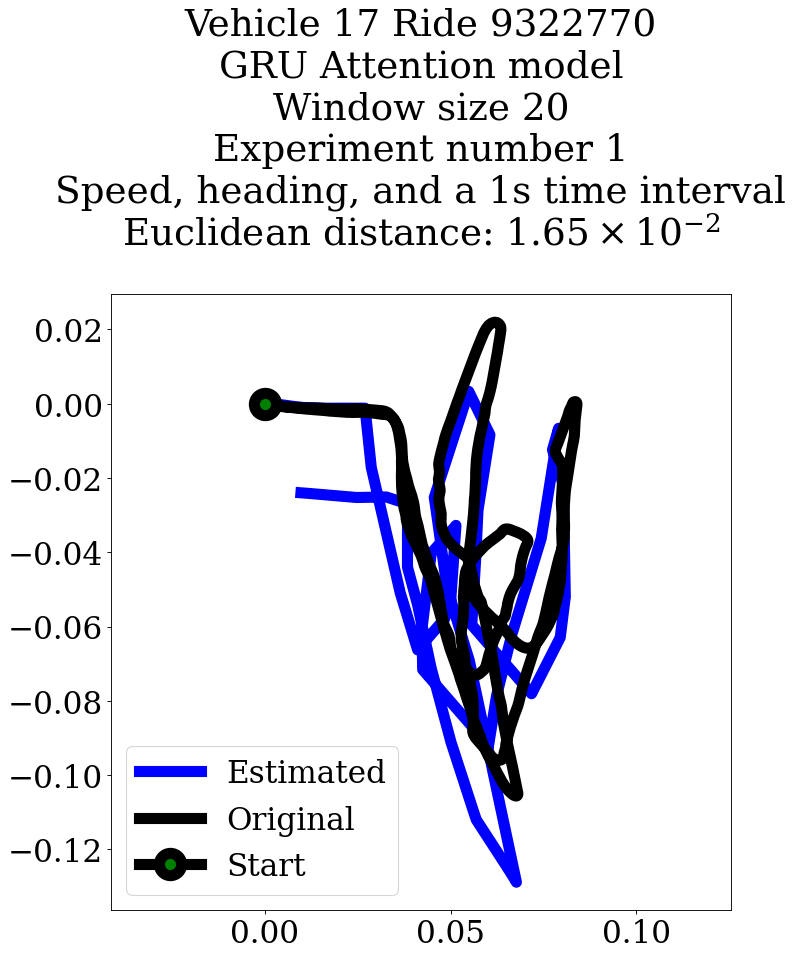 Vehicle 17 Ride 9322770
GRU Attention model
Window size 20
Experiment number 1
Speed, heading, and a 1s time interval
Euclidean distance: 1.65 × 10⁻²
0.02
0.00
−0.02
−0.04
−0.06
−0.08
−0.10
−0.12
Estimated
Original
Start
0.00 0.05 0.10